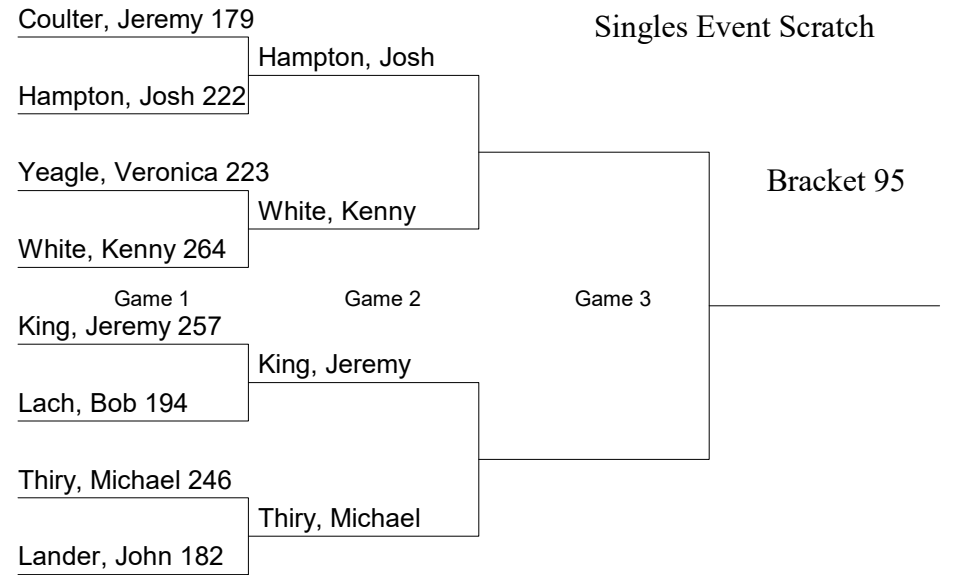 Coulter, Jeremy 179
Singles Event Scratch
Hampton, Josh
Hampton, Josh 222
Yeagle, Veronica 223
Bracket 95
White, Kenny
White, Kenny 264
Game 1
Game 2
Game 3
King, Jeremy 257
King, Jeremy
Lach, Bob 194
Thiry, Michael 246
Thiry, Michael
Lander, John 182